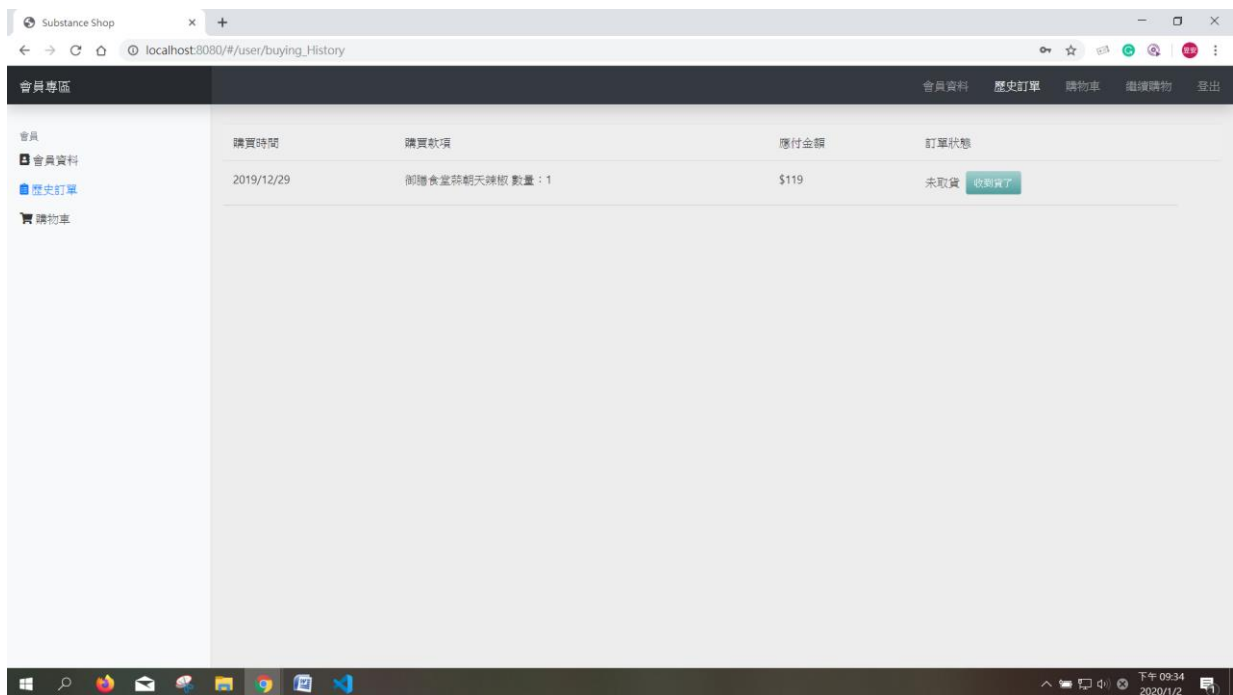 Substance Shop
localhost:8080/#/user/buying_History
會員專區 會員資料 歷史訂單 購物車 繼續購物 登出
會員
會員資料
歷史訂單
購物車
購買時間 購買款項 應付金額 訂單狀態
2019/12/29 御膳食堂蒜朝天辣椒 數量：1 $119 未取貨 收到貨了
下午 09:34
2020/1/2